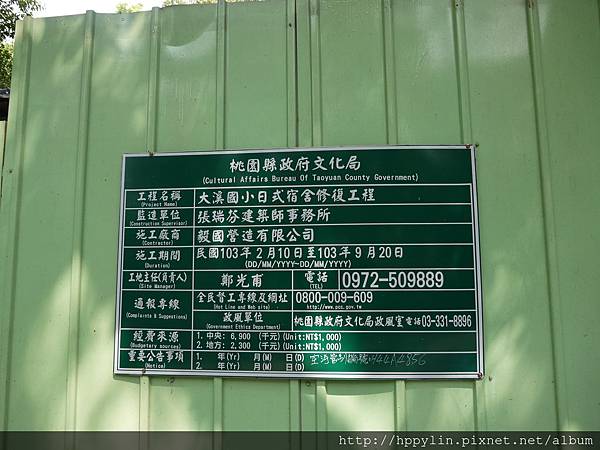 桃園縣政府文化局
(Cultural Affairs Bureau Of Taoyuan County Government)
工程名稱 大溪國小日式宿舍修復工程
(Project Name)
監造單位 張瑞芬建築師事務所
(Construction Supervisor)
施工廠商 毅國營造有限公司
(Contractor)
施工期間 民國103年2月10日至103年9月20日
(Duration) (DD/MM/YYYY~DD/MM/YYYY)
工地主任(負責人) 鄭光甫 電話 0972-509889
(Site Manager) (TEL)
通報專線 全民督工專線及網址 0800-009-609
(Complaints & Suggestions) (Hot Line and Web site) http://www.pcc.gov.tw
政風單位 桃園縣政府文化局政風室電話03-331-8896
(Government Ethics Department)
經費來源 1. 中央: 6,900 (千元)(Unit:NT$1,000)
(Budgetary sources) 2. 地方: 2,300 (千元)(Unit:NT$1,000)
重要公告事項 1. 年(Yr) 月(M) 日(D)
(Notice) 2. 年(Yr) 月(M) 日(D)
http://hppylin.pixnet.net/album